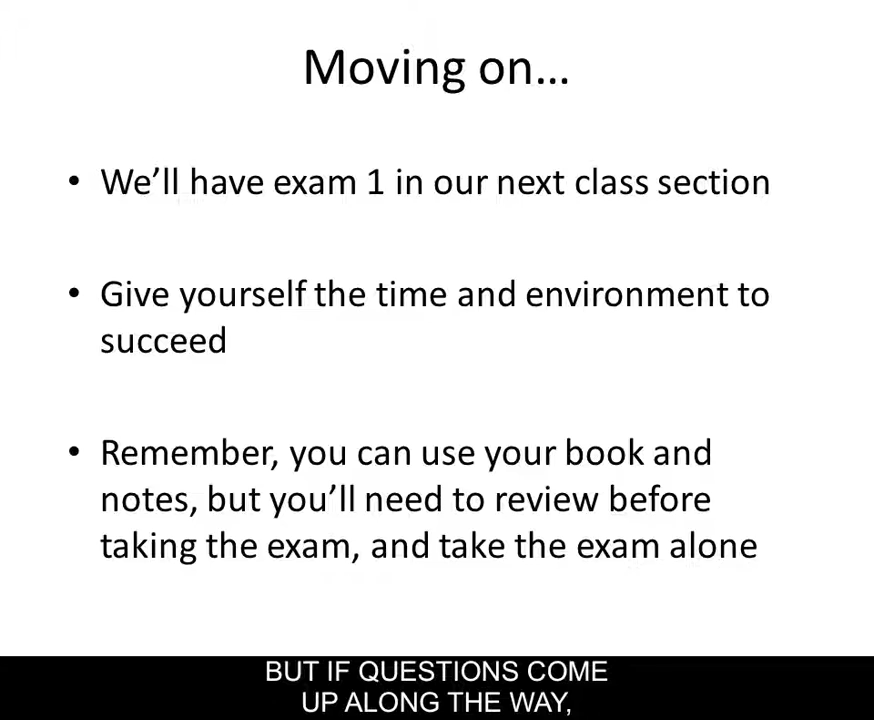 Moving on…
• We’ll have exam 1 in our next class section
• Give yourself the time and environment to
succeed
• Remember, you can use your book and
notes, but you’ll need to review before
taking the exam, and take the exam alone
BUT IF QUESTIONS COME
UP ALONG THE WAY,